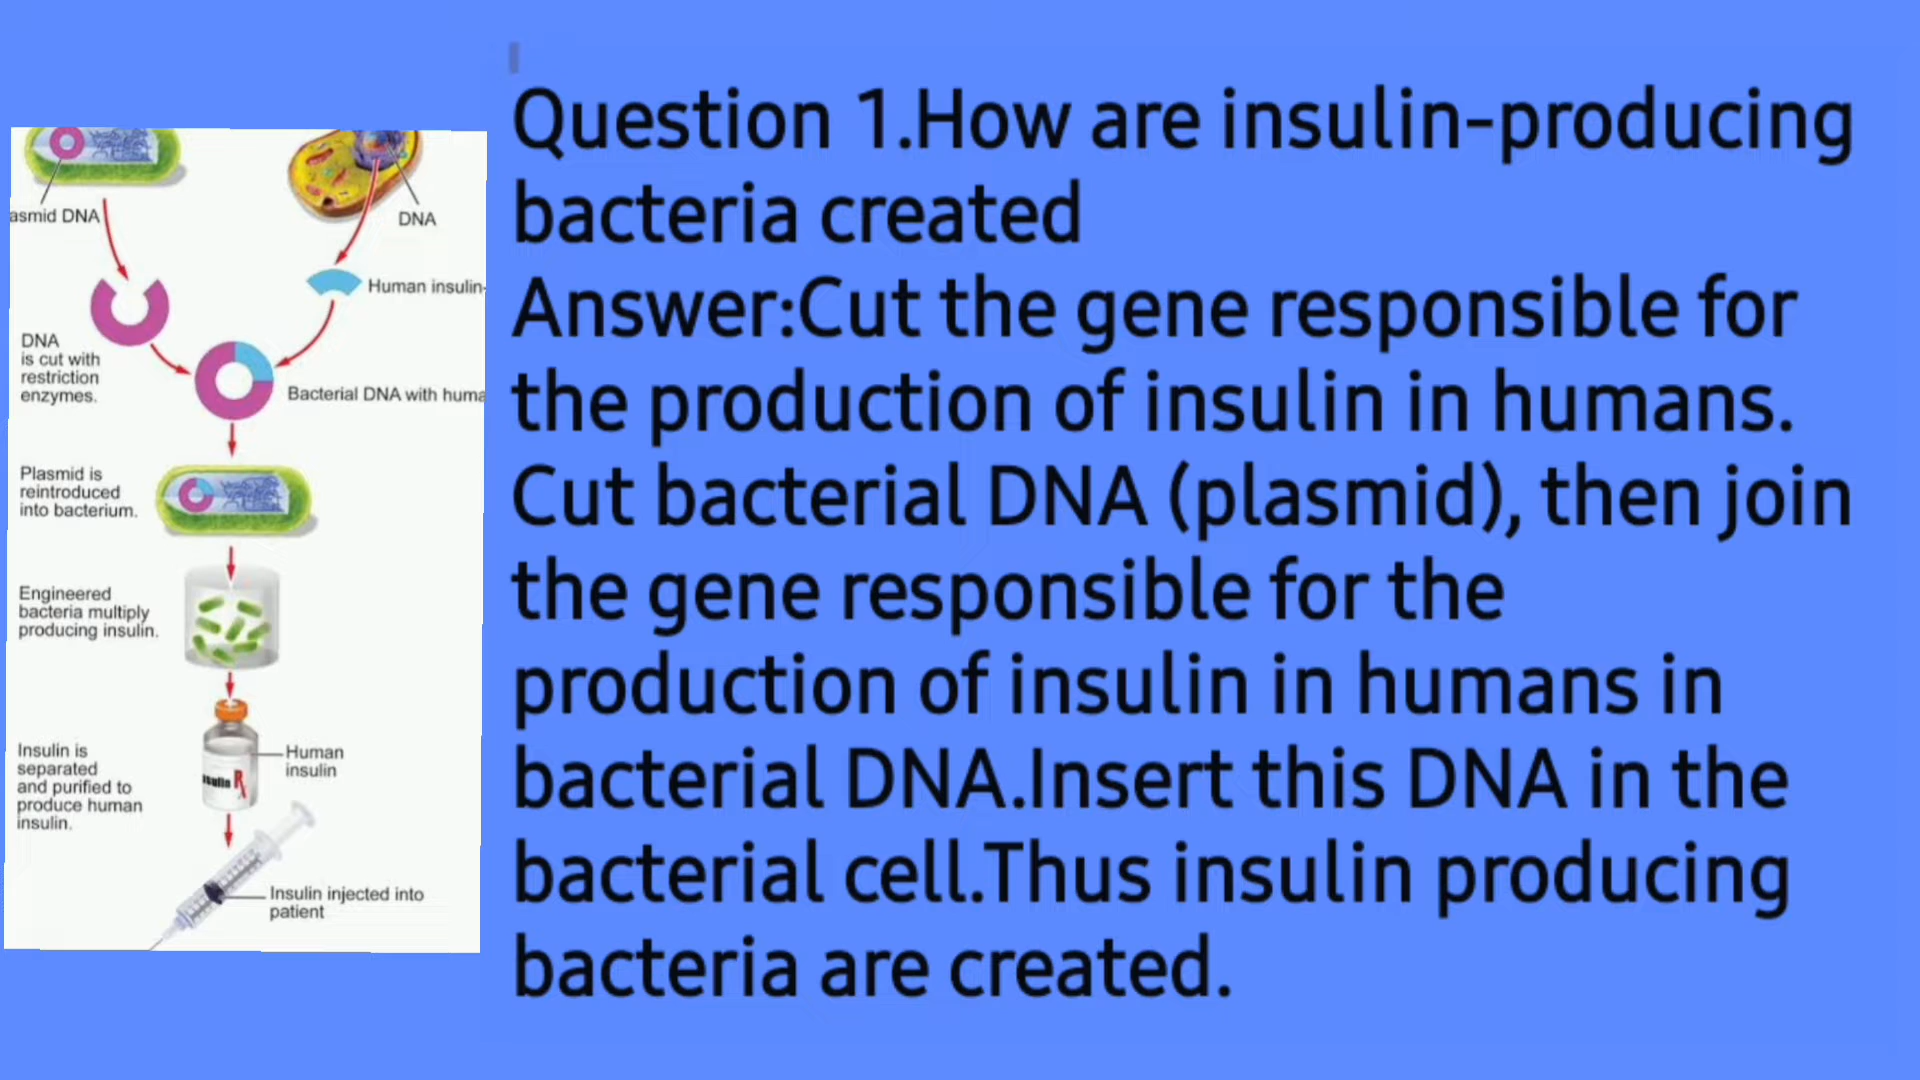 asmid DNA
DNA
Human insulin-
DNA
is cut with
restriction
enzymes.
Bacterial DNA with huma
Plasmid is
reintroduced
into bacterium.
Engineered
bacteria multiply
producing insulin.
Insulin is
separated
and purified to
produce human
insulin.
Human
insulin
Insulin injected into
patient
Question 1.How are insulin-producing
bacteria created
Answer:Cut the gene responsible for
the production of insulin in humans.
Cut bacterial DNA (plasmid), then join
the gene responsible for the
production of insulin in humans in
bacterial DNA.Insert this DNA in the
bacterial cell.Thus insulin producing
bacteria are created.